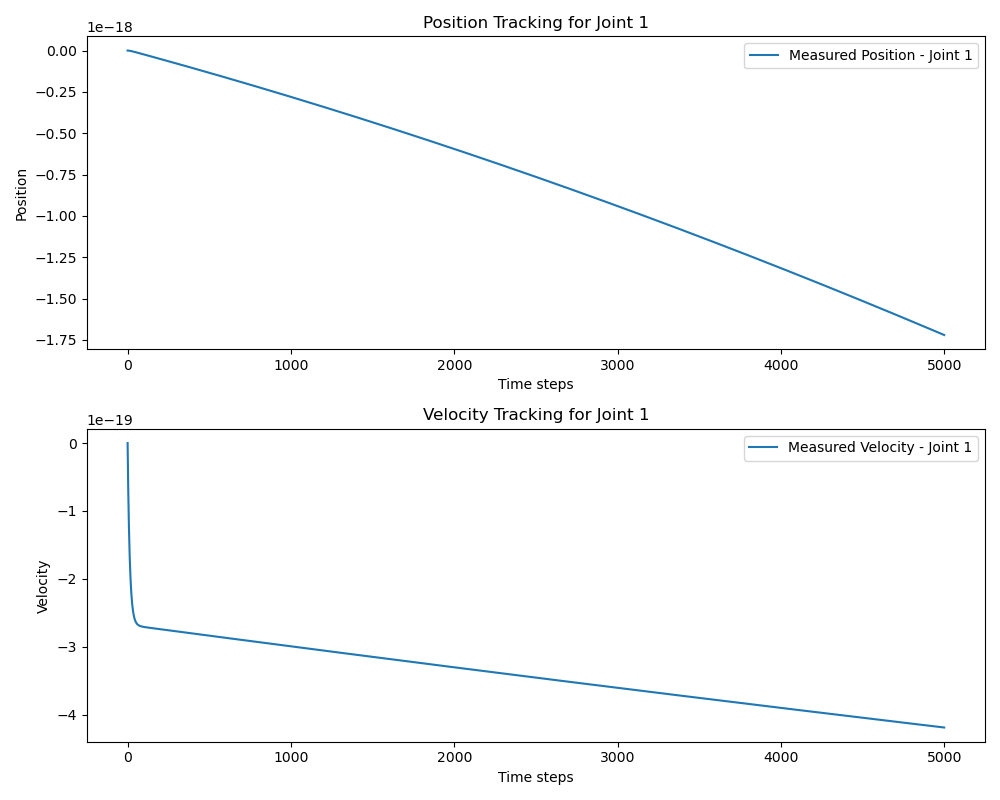 Position Tracking for Joint 1
1e−18
Measured Position - Joint 1
0.00
−0.25
−0.50
−0.75
−1.00
−1.25
−1.50
−1.75
Position
0 1000 2000 3000 4000 5000
Time steps
Velocity Tracking for Joint 1
1e−19
Measured Velocity - Joint 1
0
−1
−2
−3
−4
Velocity
0 1000 2000 3000 4000 5000
Time steps